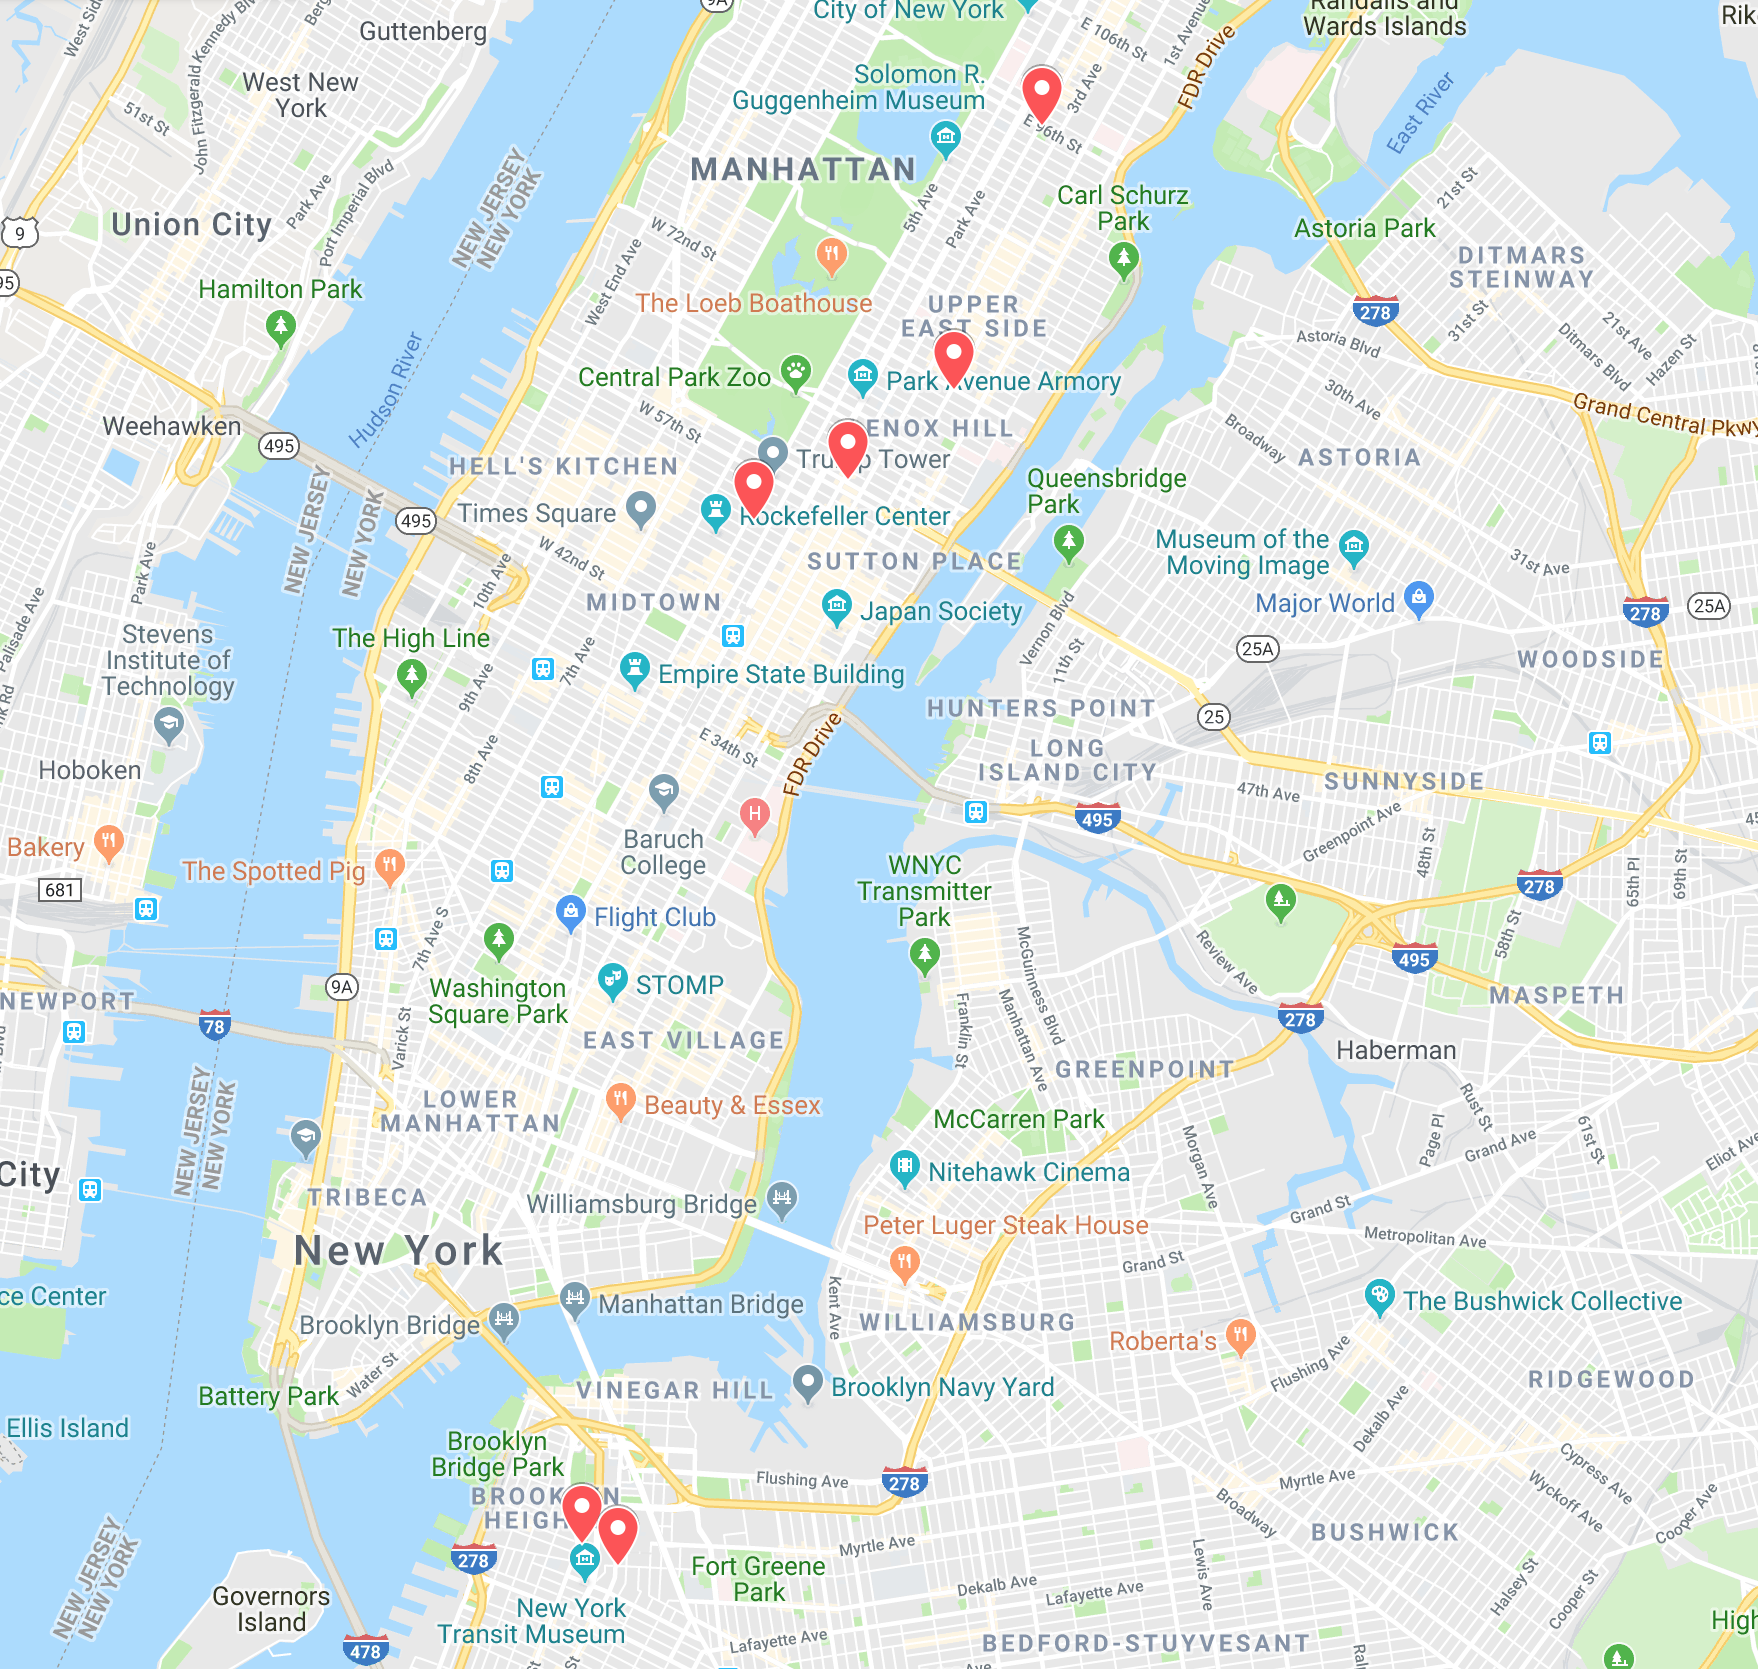 9A
City of New York
Randalls and
Wards Islands
Rik
Guttenberg
West Side
John Fitzgerald Kennedy Blvd
E 106th St
1st Avenue
FDR Drive
3rd Ave
East River
West New
York
51st St
Solomon R.
Guggenheim Museum
E 96th St
MANHATTAN
NEW JERSEY
NEW YORK
Park Ave
Port Imperial Blvd
Union City
9
95
5th Ave
Park Ave
Carl Schurz
Park
21st St
Astoria Park
DITMARS
STEINWAY
W 72nd St
West End Ave
Hamilton Park
The Loeb Boathouse
UPPER
EAST SIDE
278
31st St
21st Ave
Ditmars Blvd
Hazen St
Astoria Blvd
Hudson River
Central Park Zoo
Park Avenue Armory
30th Ave
Grand Central Pkwy
W 57th St
Weehawken
495
ENOX HILL
Broadway
ASTORIA
HELL'S KITCHEN
Trump Tower
Queensbridge
Park
NEW JERSEY
NEW YORK
495
Times Square
Rockefeller Center
Museum of the
Moving Image
31st Ave
W 42nd St
SUTTON PLACE
Park Ave
10th Ave
MIDTOWN
Japan Society
Vernon Blvd
11th St
Major World
278
25A
25A
Palisade Ave
Stevens
Institute of
Technology
The High Line
7th Ave
9th Ave
Empire State Building
WOODSIDE
HUNTERS POINT
25
LONG
ISLAND CITY
E 34th St
FDR Drive
8th Ave
Hoboken
SUNNYSIDE
47th Ave
Greenpoint Ave
495
48th St
45
Bakery
The Spotted Pig
Baruch
College
H
WNYC
Transmitter
Park
65th Pl
69th St
278
681
Flight Club
7th Ave S
McGuinness Blvd
Review Ave
58th St
495
9A
Washington
Square Park
STOMP
NEWPORT
78
Varick St
Franklin St
Manhattan Ave
MASPETH
278
EAST VILLAGE
Haberman
GREENPOINT
NEW JERSEY
NEW YORK
LOWER
MANHATTAN
Beauty & Essex
McCarren Park
Rust St
Page Pl
Grand Ave
61st St
Eliot Ave
Morgan Ave
City
Nitehawk Cinema
TRIBECA
Williamsburg Bridge
Peter Luger Steak House
Grand St
Metropolitan Ave
New York
Grand St
ce Center
Manhattan Bridge
Kent Ave
The Bushwick Collective
Brooklyn Bridge
WILLIAMSBURG
Roberta's
Flushing Ave
Water St
Battery Park
VINEGAR HILL
Brooklyn Navy Yard
RIDGEWOOD
Dekalb Ave
Ellis Island
Brooklyn
Bridge Park
Flushing Ave
278
Myrtle Ave
Cypress Ave
Wyckoff Ave
Cooper Ave
BROOKLYN
HEIGH
Broadway
BUSHWICK
NEW JERSEY
NEW YORK
278
Myrtle Ave
Governors
Island
Fort Greene
Park
Dekalb Ave
Lafayette Ave
Lewis Ave
Halsey St
Cooper St
New York
Transit Museum
High
478
Lafayette Ave
BEDFORD-STUYVESANT